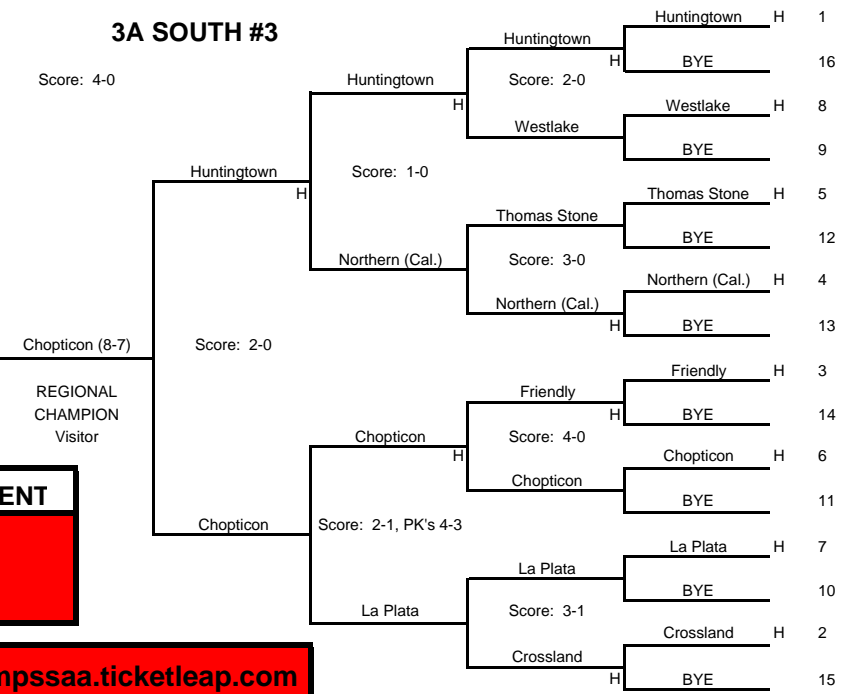 3A SOUTH #3
Score: 4-0
Huntingtown H 1
Huntingtown
H BYE 16
Huntingtown
Score: 2-0
H
Westlake H 8
Westlake
BYE 9
Huntingtown
H
Score: 1-0
Thomas Stone H 5
Thomas Stone
BYE 12
Northern (Cal.)
Score: 3-0
Northern (Cal.) H 4
Northern (Cal.)
H BYE 13
Chopticon (8-7)
Score: 2-0
REGIONAL
CHAMPION
Visitor
Friendly H 3
Friendly
H BYE 14
Chopticon
H
Score: 4-0
Chopticon H 6
Chopticon
BYE 11
Chopticon
Score: 2-1, PK's 4-3
La Plata H 7
La Plata
BYE 10
La Plata
Score: 3-1
Crossland H 2
Crossland
H BYE 15
ENT
mpssaa.ticketleap.com